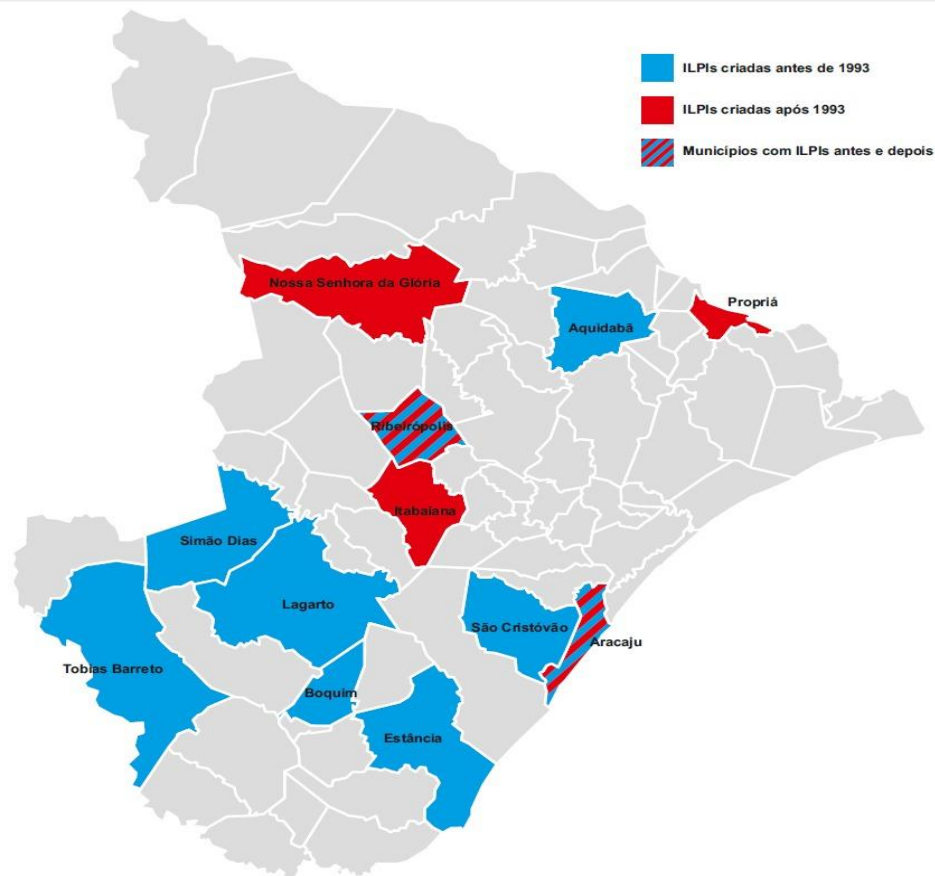 ILPIs criadas antes de 1993
ILPIs criadas após 1993
Municípios com ILPIs antes e depois
Nossa Senhora da Glória
Propriá
Aquidabã
Ribeirópolis
Itabaiana
Simão Dias
Lagarto
São Cristóvão
Aracaju
Tobias Barreto
Boquim
Estância